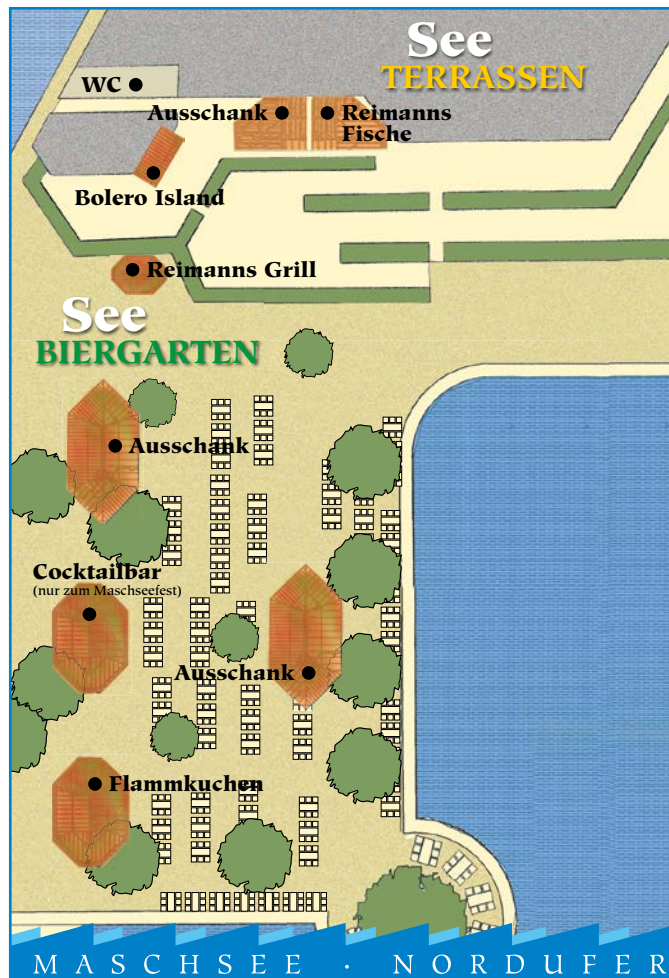 See
TERRASSEN
WC
Ausschank
Reimanns
Fische
Bolero Island
Reimanns Grill
See
BIERGARTEN
Ausschank
Cocktailbar
(nur zum Maschseefest)
Ausschank
Flammkuchen
MASCHSEE · NORDUFER